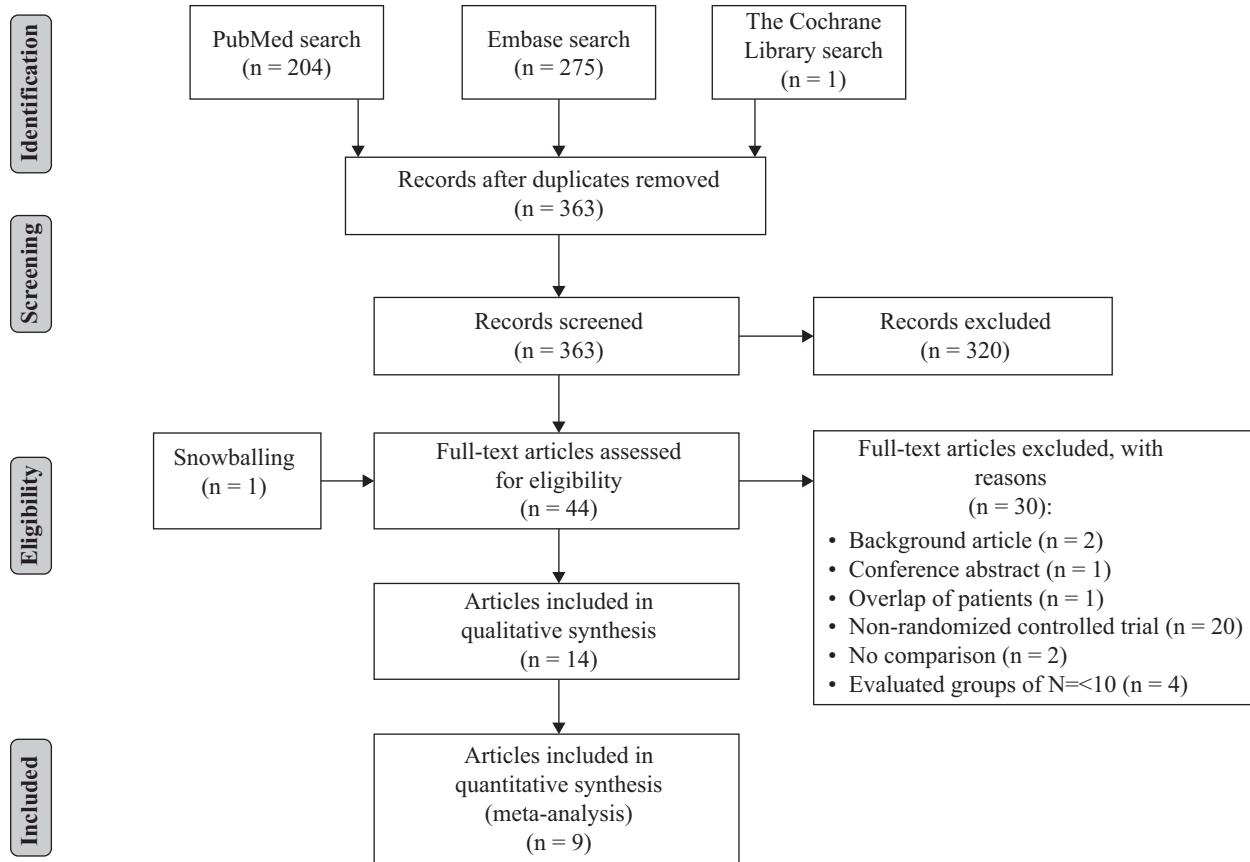 Identification
PubMed search
(n = 204)
Embase search
(n = 275)
The Cochrane
Library search
(n = 1)
Records after duplicates removed
(n = 363)
Screening
Records screened
(n = 363)
Records excluded
(n = 320)
Eligibility
Snowballing
(n = 1)
Full-text articles assessed
for eligibility
(n = 44)
Full-text articles excluded, with
reasons
(n = 30):
• Background article (n = 2)
• Conference abstract (n = 1)
• Overlap of patients (n = 1)
• Non-randomized controlled trial (n = 20)
• No comparison (n = 2)
• Evaluated groups of N=<10 (n = 4)
Articles included in
qualitative synthesis
(n = 14)
Included
Articles included in
quantitative synthesis
(meta-analysis)
(n = 9)